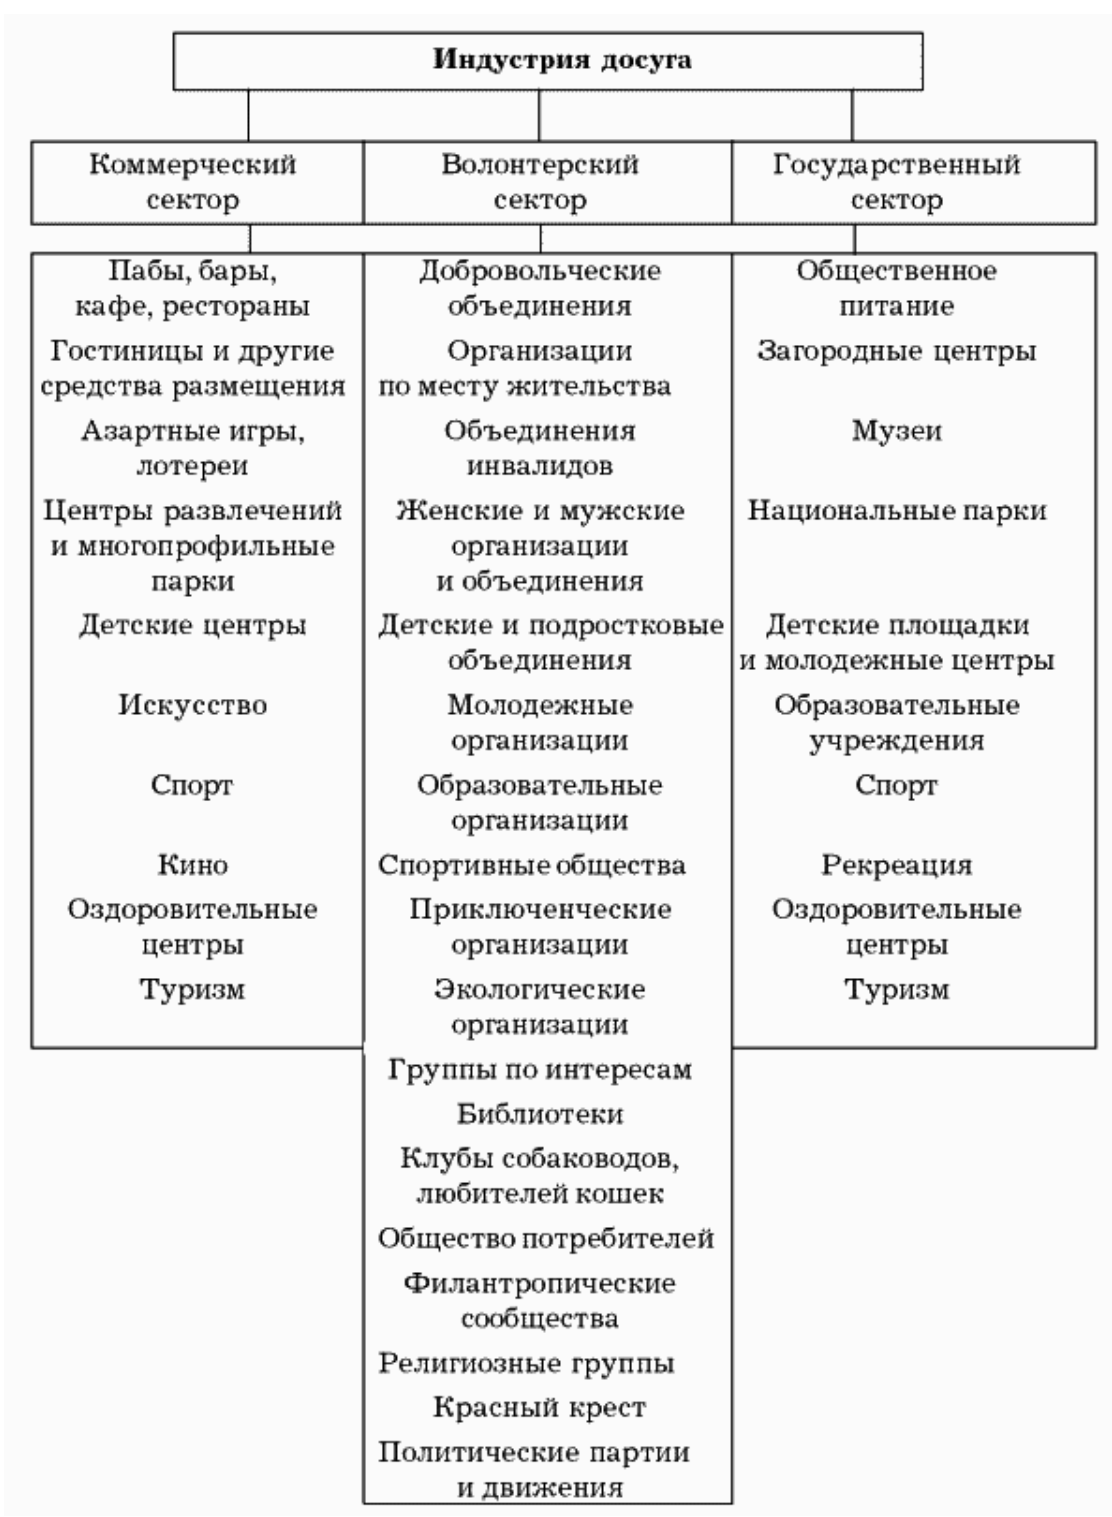 Индустрия досуга
Коммерческий
сектор
Волонтерский
сектор
Государственный
сектор
Пабы, бары,
кафе, рестораны
Гостиницы и другие
средства размещения
Азартные игры,
лотереи
Центры развлечений
и многопрофильные
парки
Детские центры
Искусство
Спорт
Кино
Оздоровительные
центры
Туризм
Добровольческие
объединения
Организации
по месту жительства
Объединения
инвалидов
Женские и мужские
организации
и объединения
Детские и подростковые
объединения
Молодежные
организации
Образовательные
организации
Спортивные общества
Приключенческие
организации
Экологические
организации
Группы по интересам
Библиотеки
Клубы собаководов,
любителей кошек
Общество потребителей
Филантропические
сообщества
Религиозные группы
Красный крест
Политические партии
и движения
Общественное
питание
Загородные центры
Музеи
Национальные парки
Детские площадки
и молодежные центры
Образовательные
учреждения
Спорт
Рекреация
Оздоровительные
центры
Туризм